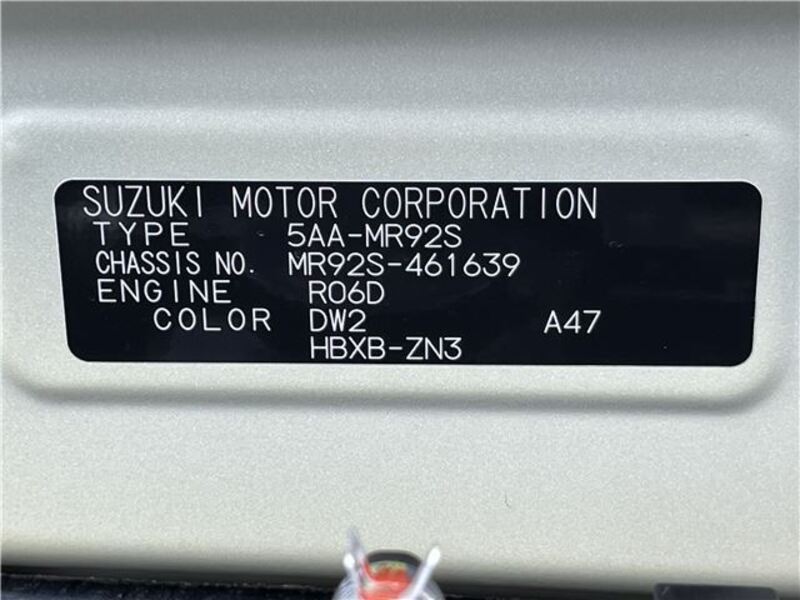 SUZUKI MOTOR CORPORATION
TYPE 5AA-MR92S
CHASSIS NO. MR92S-461639
ENGINE R06D
COLOR DW2 A47
HBXB-ZN3